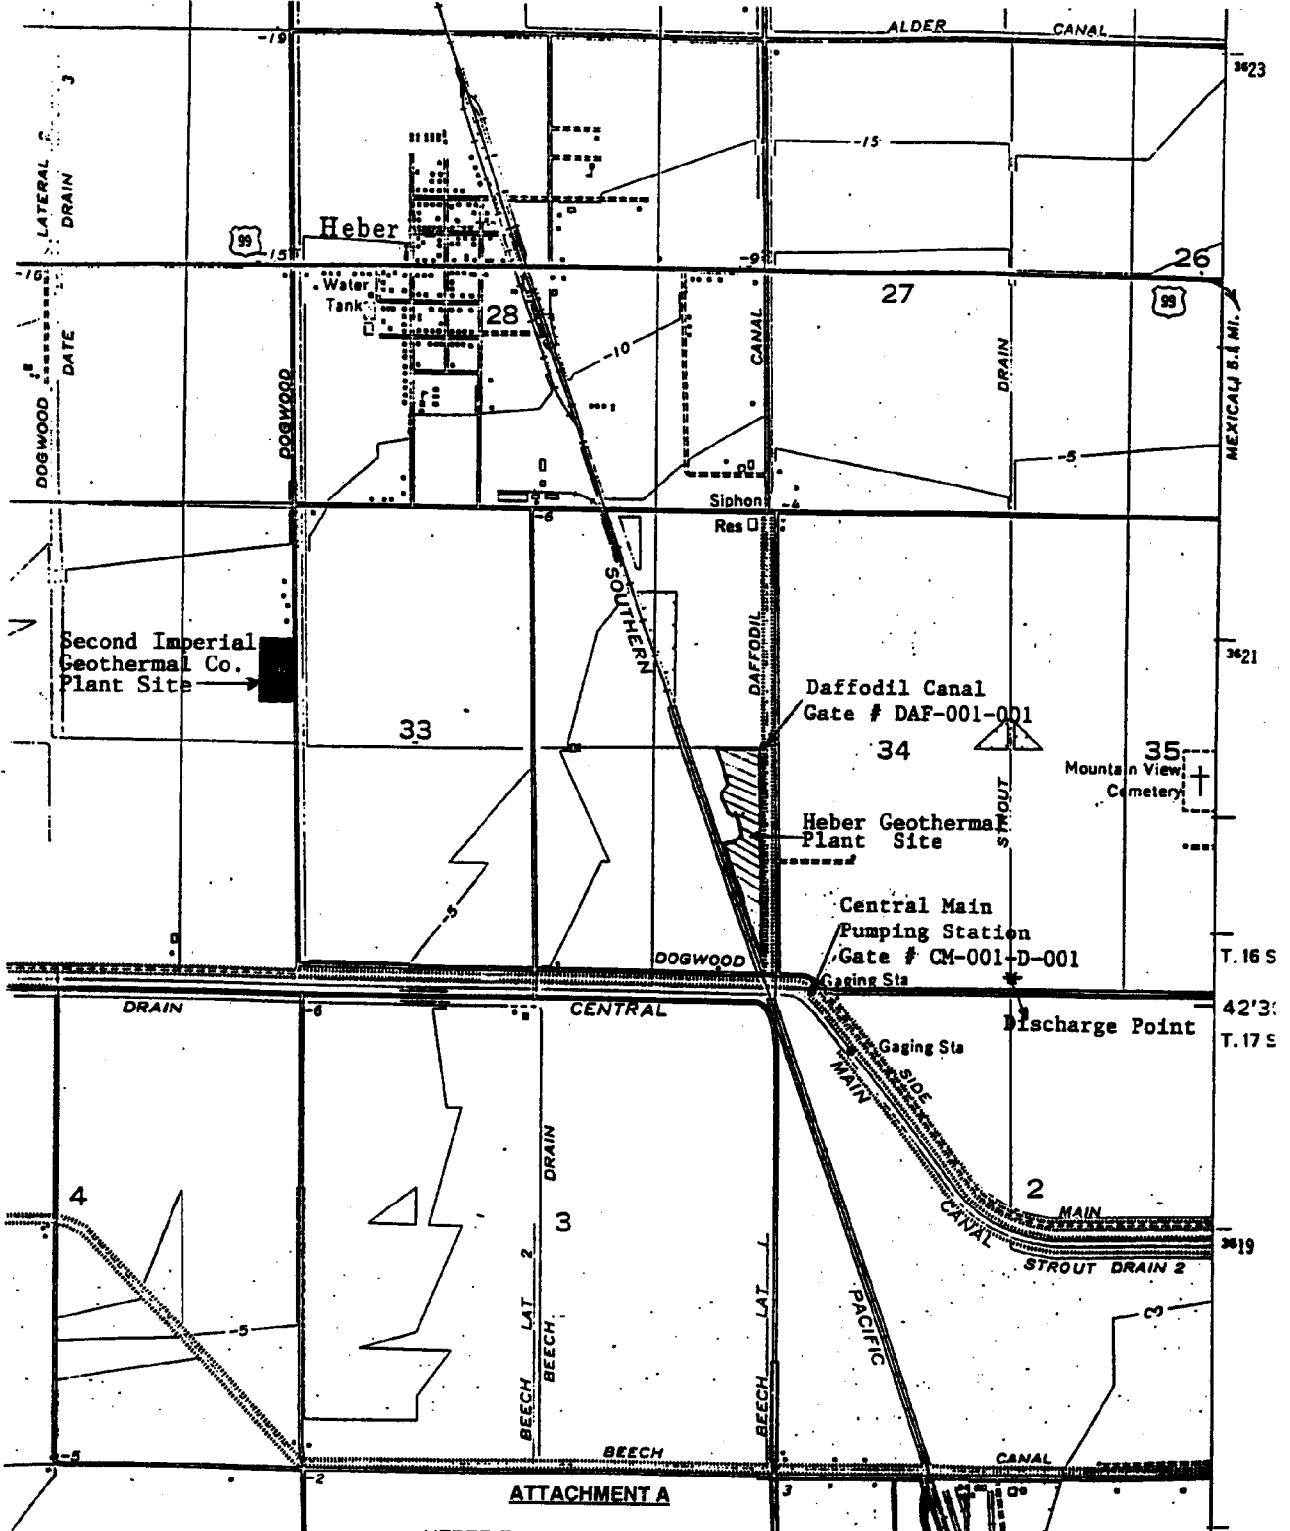 ALDER CANAL
-19
3623
3
LATERAL
DRAIN
-15
Heber
99
-15
-9
26
-16
Water
Tank
27
99
28
-10
CANAL
DRAIN
DATE
MEXICALI 8.1 MI.
DOGWOOD
DOGWOOD
-5
Siphon
-4
-6
Res
SOUTHERN
DAFFODIL
Second Imperial
Geothermal Co.
Plant Site
3621
Daffodil Canal
Gate # DAF-001-001
33
34
35
Mountain View
Cemetery
STROUT
Heber Geothermal
Plant Site
-5
Central Main
Pumping Station
Gate # CM-001-D-001
DOGWOOD
T. 16 S
Gaging Sta
DRAIN
-6
CENTRAL
Discharge Point
42'3
T. 17 S
Gaging Sta
MAIN
SIDE
DRAIN
4
2
3
MAIN
CANAL
3619
STROUT DRAIN 2
BEECH LAT 2
BEECH
BEECH LAT 1
PACIFIC
-5
-5
BEECH
CANAL
-2
3
ATTACHMENT A